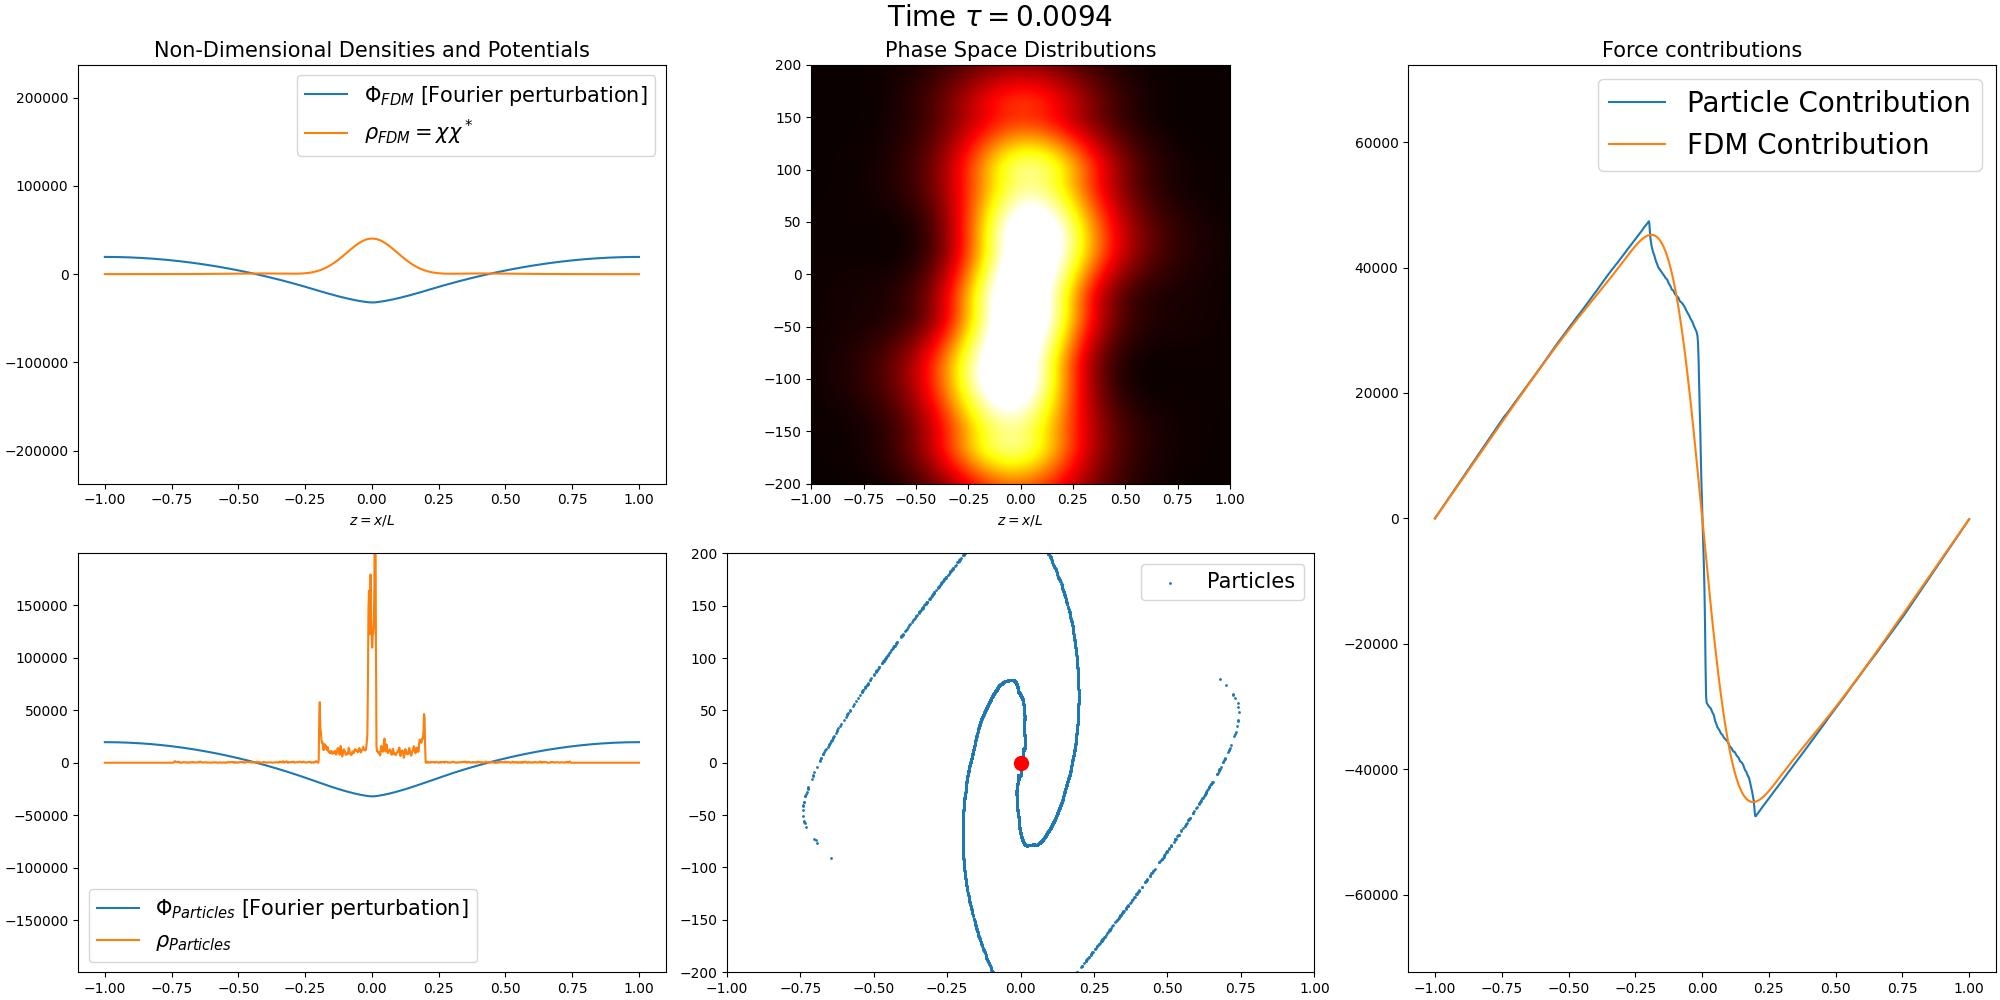 Time τ = 0.0094
Non-Dimensional Densities and Potentials
200000
100000
0
−100000
−200000
Φ_FDM [Fourier perturbation]
ρ_FDM = χχ*
−1.00 −0.75 −0.50 −0.25 0.00 0.25 0.50 0.75 1.00
z = x/L
Phase Space Distributions
200
150
100
50
0
−50
−100
−150
−200
−1.00 −0.75 −0.50 −0.25 0.00 0.25 0.50 0.75 1.00
z = x/L
Force contributions
Particle Contribution
FDM Contribution
60000
40000
20000
0
−20000
−40000
−60000
−1.00 −0.75 −0.50 −0.25 0.00 0.25 0.50 0.75 1.00
150000
100000
50000
0
−50000
−100000
−150000
Φ_Particles [Fourier perturbation]
ρ_Particles
−1.00 −0.75 −0.50 −0.25 0.00 0.25 0.50 0.75 1.00
200
150
100
50
0
−50
−100
−150
−200
Particles
−1.00 −0.75 −0.50 −0.25 0.00 0.25 0.50 0.75 1.00